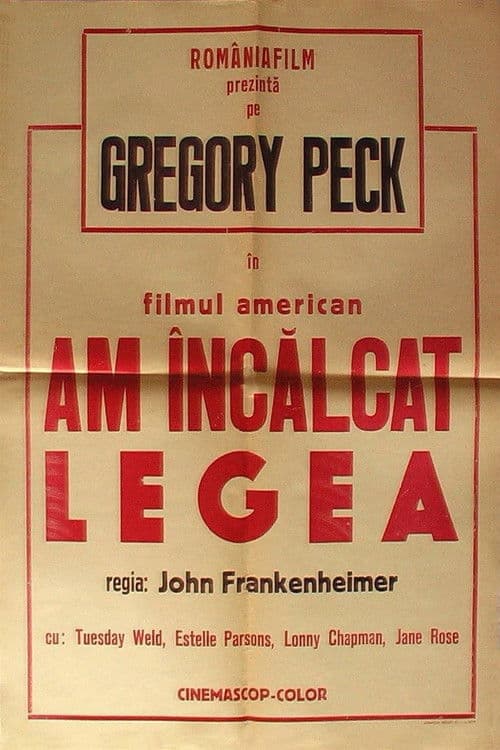 ROMÂNIAFILM
prezintă
pe
GREGORY PECK
în
filmul american
AM ÎNCĂLCAT
LEGEA
regia: John Frankenheimer
cu: Tuesday Weld, Estelle Parsons, Lonny Chapman, Jane Rose
CINEMASCOP-COLOR